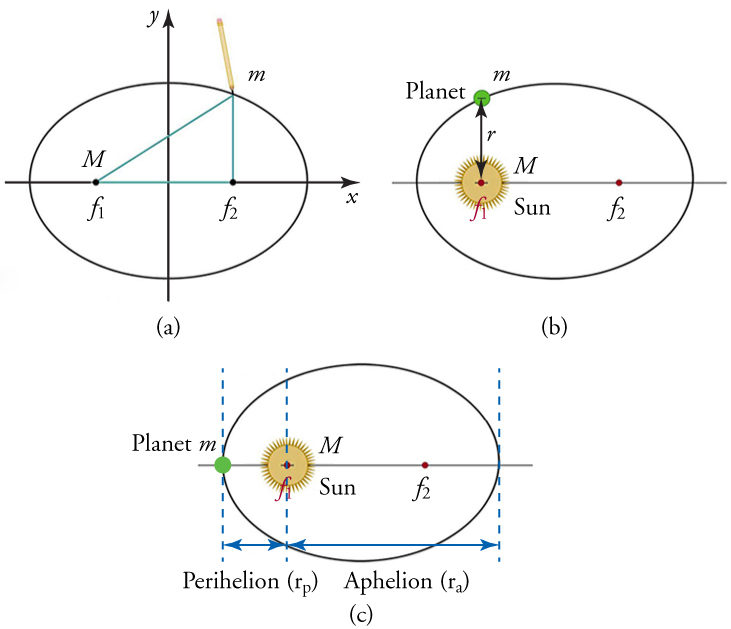 y
m
M
f1
f2
x
(a)
Planet
m
r
M
f1
Sun
f2
(b)
Planet m
M
f1
Sun
f2
Perihelion (rp)
Aphelion (ra)
(c)